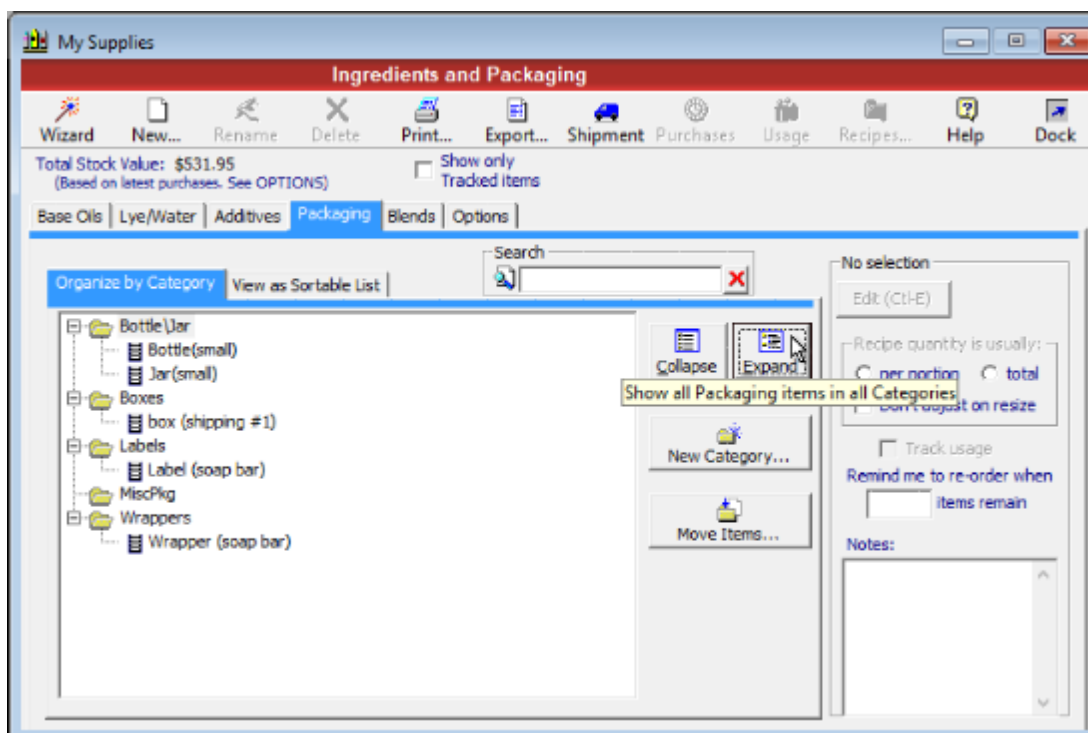 My Supplies
Ingredients and Packaging
Wizard New... Rename Delete Print... Export... Shipment Purchases Usage Recipes... Help Dock
Total Stock Value: $531.95
(Based on latest purchases. See OPTIONS)
Show only
Tracked items
Base Oils Lye/Water Additives Packaging Blends Options
Search
Organize by Category View as Sortable List
Bottle\Jar
Bottle(small)
Jar(small)
Boxes
box (shipping #1)
Labels
Label (soap bar)
MiscPkg
Wrappers
Wrapper (soap bar)
Collapse Expand
Show all Packaging items in all Categories
New Category...
Move Items...
No selection
Edit (Ctl-E)
Recipe quantity is usually:
per portion total
Don't adjust on resize
Track usage
Remind me to re-order when
items remain
Notes: